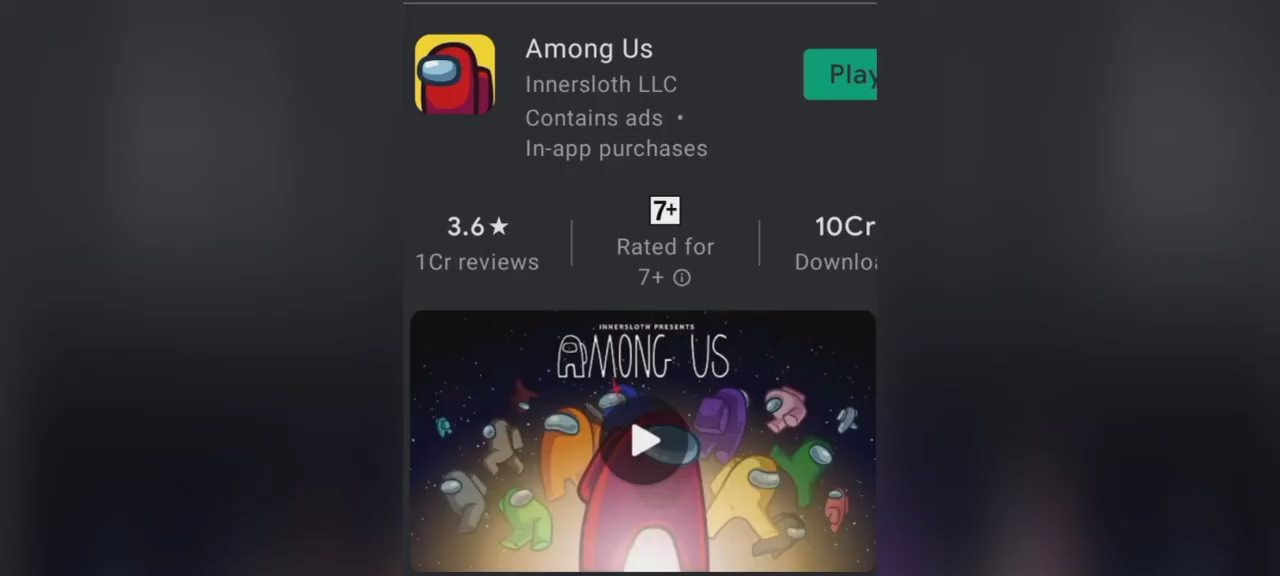 Among Us
Innersloth LLC
Contains ads •
In-app purchases
Play
3.6★
1Cr reviews
7+
Rated for
7+
10Cr
INNERSLOTH PRESENTS
AMONG US